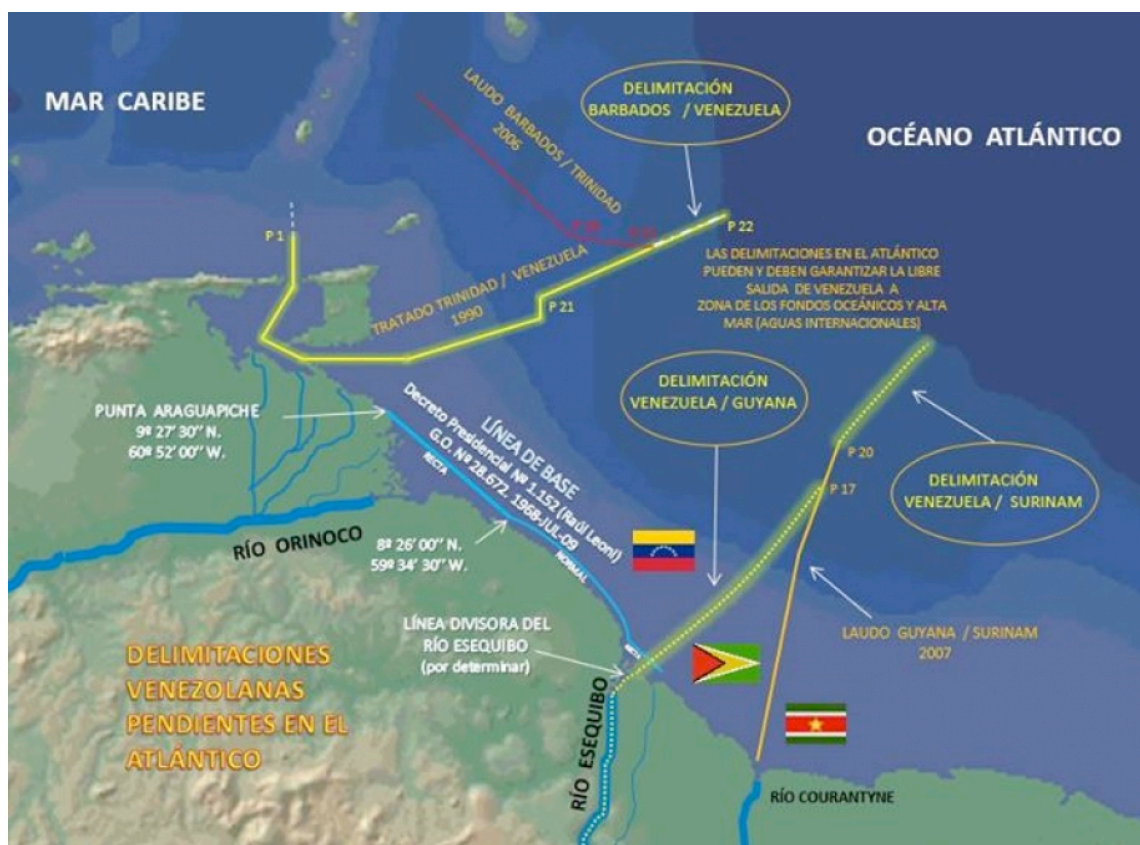 MAR CARIBE
LAUDO BARBADOS / TRINIDAD
2006
DELIMITACIÓN
BARBADOS / VENEZUELA
OCÉANO ATLÁNTICO
P 1
P 22
TRATADO TRINIDAD / VENEZUELA
1990
P 21
LAS DELIMITACIONES EN EL ATLÁNTICO
PUEDEN Y DEBEN GARANTIZAR LA LIBRE
SALIDA DE VENEZUELA A
ZONA DE LOS FONDOS OCEÁNICOS Y ALTA
MAR (AGUAS INTERNACIONALES)
PUNTA ARAGUAPICHE
9º 27’ 30’’ N.
60º 52’ 00’’ W.
LÍNEA DE BASE
Decreto Presidencial Nº 1.152 (Raúl Leoni)
G.O. Nº 28.672. 1968-JUL-09
RECTA
NORMAL
RECTA
DELIMITACIÓN
VENEZUELA / GUYANA
P 20
P 17
DELIMITACIÓN
VENEZUELA / SURINAM
RÍO ORINOCO
8º 26’ 00’’ N.
59º 34’ 30’’ W.
LÍNEA DIVISORA DEL
RÍO ESEQUIBO
(por determinar)
LAUDO GUYANA / SURINAM
2007
DELIMITACIONES
VENEZOLANAS
PENDIENTES EN EL
ATLÁNTICO
RÍO ESEQUIBO
RÍO COURANTYNE